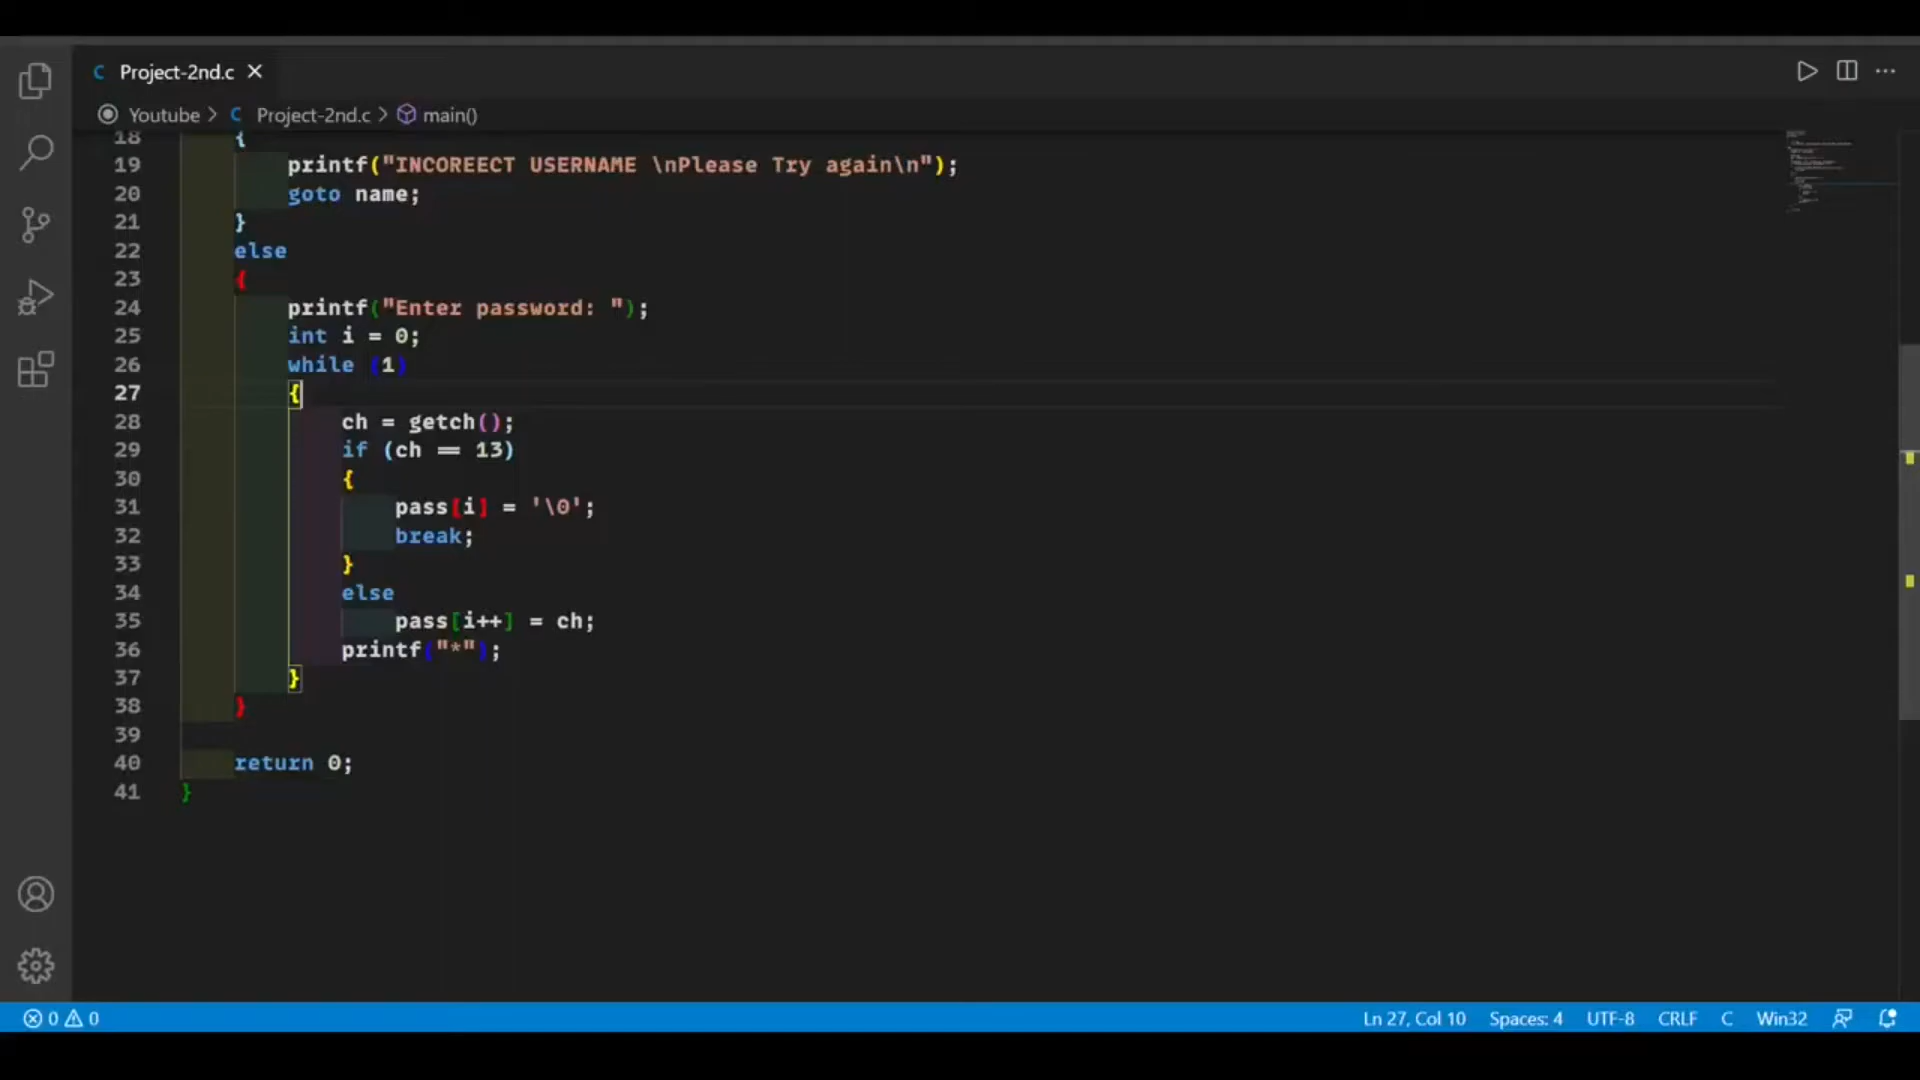 C Project-2nd.c ×
Youtube > C Project-2nd.c > main()
18 {
19 printf("INCOREECT USERNAME \nPlease Try again\n");
20 goto name;
21 }
22 else
23 {
24 printf("Enter password: ");
25 int i = 0;
26 while (1)
27 {
28 ch = getch();
29 if (ch == 13)
30 {
31 pass[i] = '\0';
32 break;
33 }
34 else
35 pass[i++] = ch;
36 printf("*");
37 }
38 }
39
40 return 0;
41 }
0 0 Ln 27, Col 10 Spaces: 4 UTF-8 CRLF C Win32